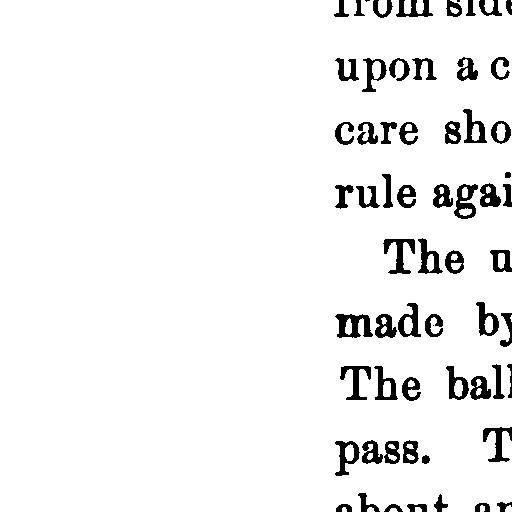 from side
upon a c
care sho
rule agai
The u
made by
The ball
pass. T
about an